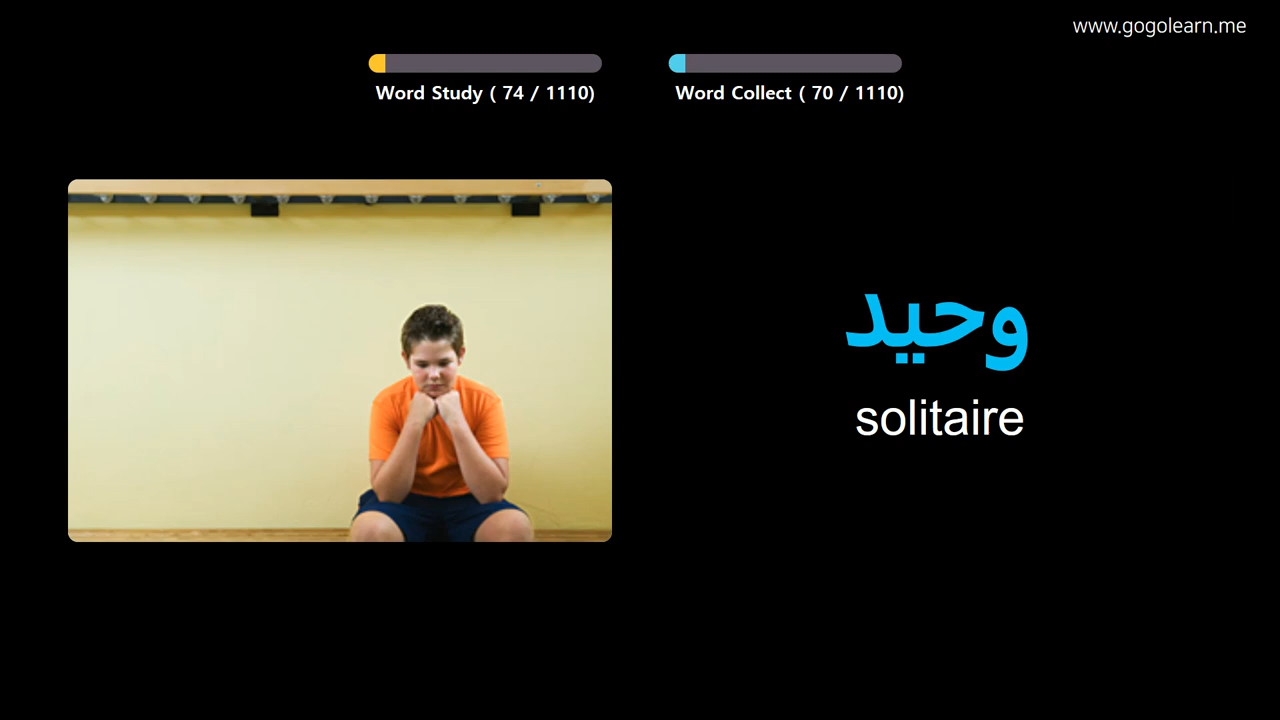 www.gogolearn.me
Word Study ( 74 / 1110)
Word Collect ( 70 / 1110)
وحيد
solitaire